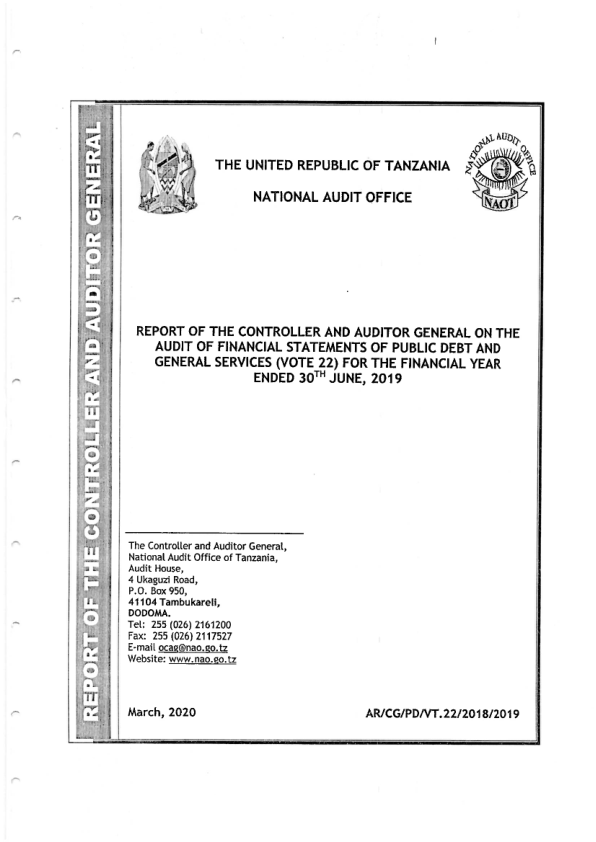 REPORT OF THE CONTROLLER AND AUDITOR GENERAL
THE UNITED REPUBLIC OF TANZANIA
NATIONAL AUDIT OFFICE
NATIONAL AUDIT OFFICE
NAOT
REPORT OF THE CONTROLLER AND AUDITOR GENERAL ON THE
AUDIT OF FINANCIAL STATEMENTS OF PUBLIC DEBT AND
GENERAL SERVICES (VOTE 22) FOR THE FINANCIAL YEAR
ENDED 30TH JUNE, 2019
The Controller and Auditor General,
National Audit Office of Tanzania,
Audit House,
4 Ukaguzi Road,
P.O. Box 950,
41104 Tambukareli,
DODOMA.
Tel: 255 (026) 2161200
Fax: 255 (026) 2117527
E-mail ocag@nao.go.tz
Website: www.nao.go.tz
March, 2020
AR/CG/PD/VT.22/2018/2019